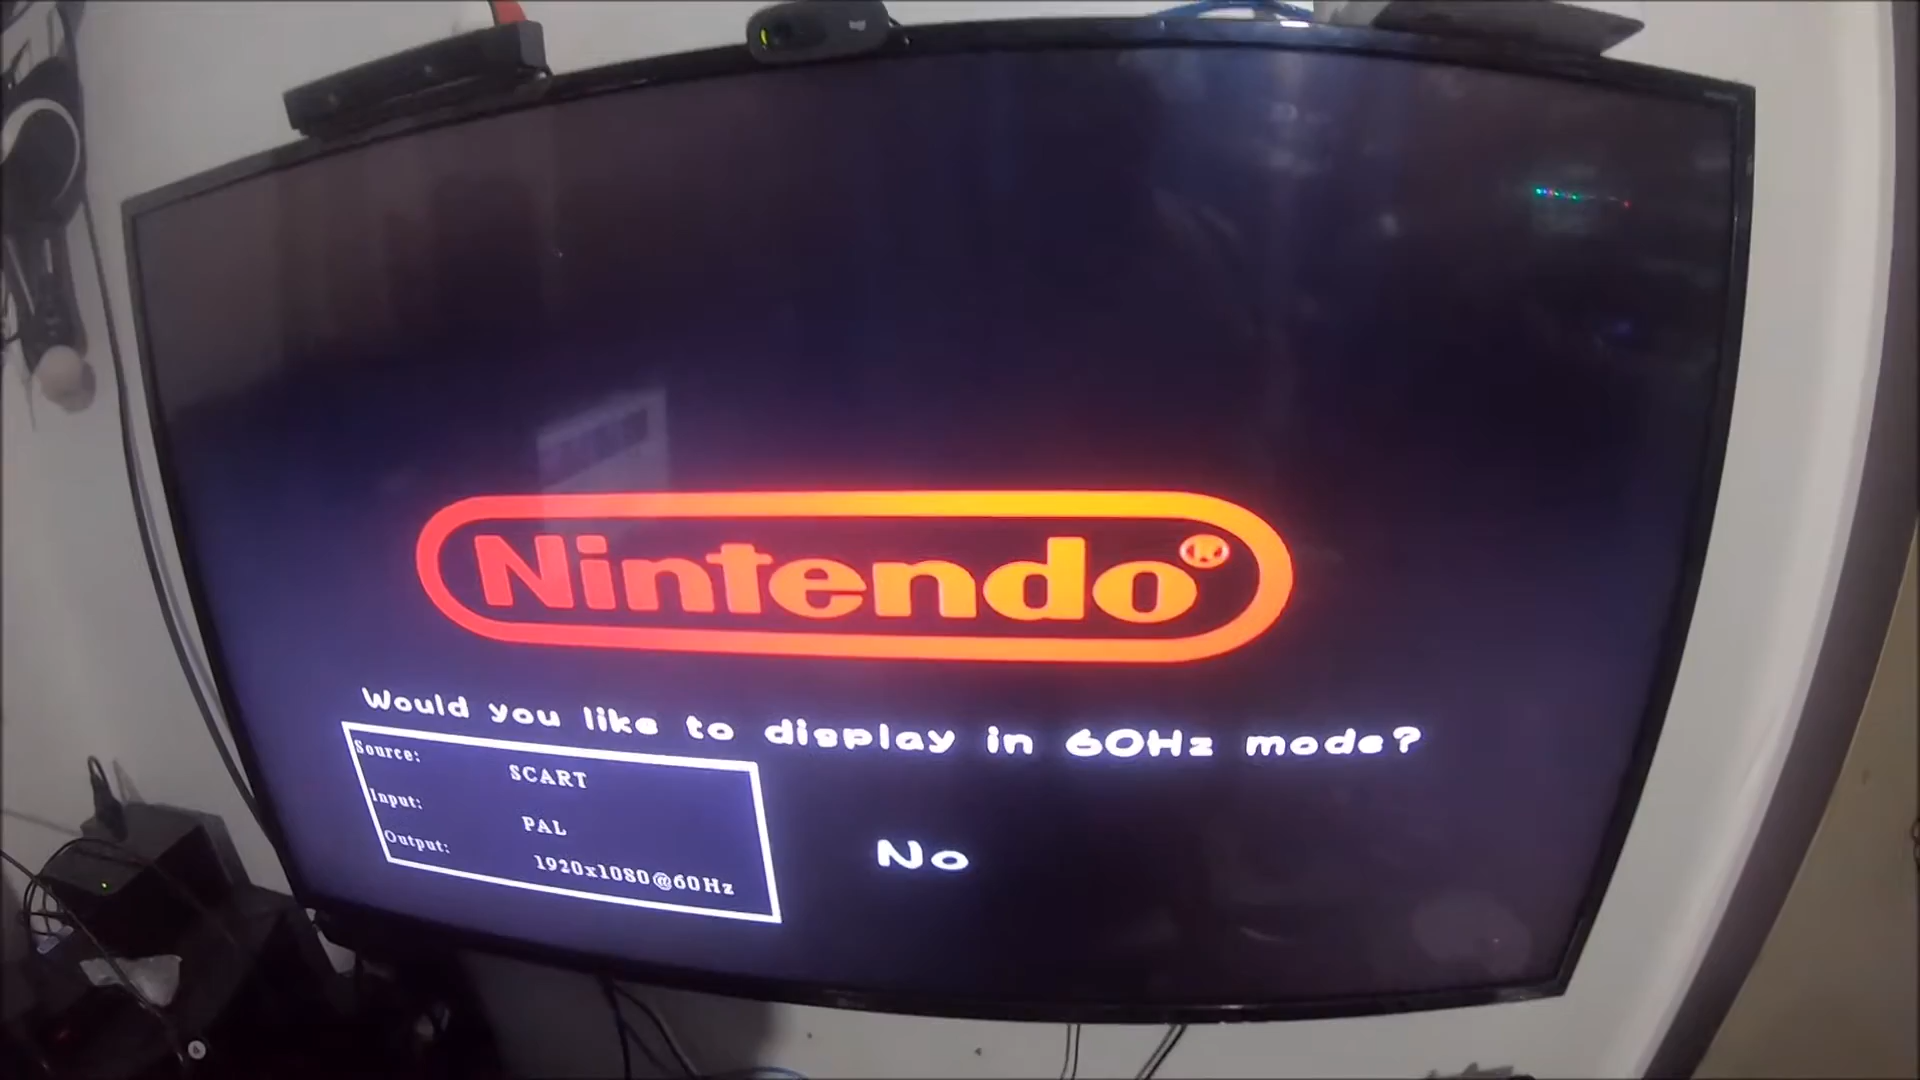 Nintendo®
Would you like to display in 60Hz mode?
Source:
SCART
Input:
PAL
Output:
1920x1080@60Hz
No